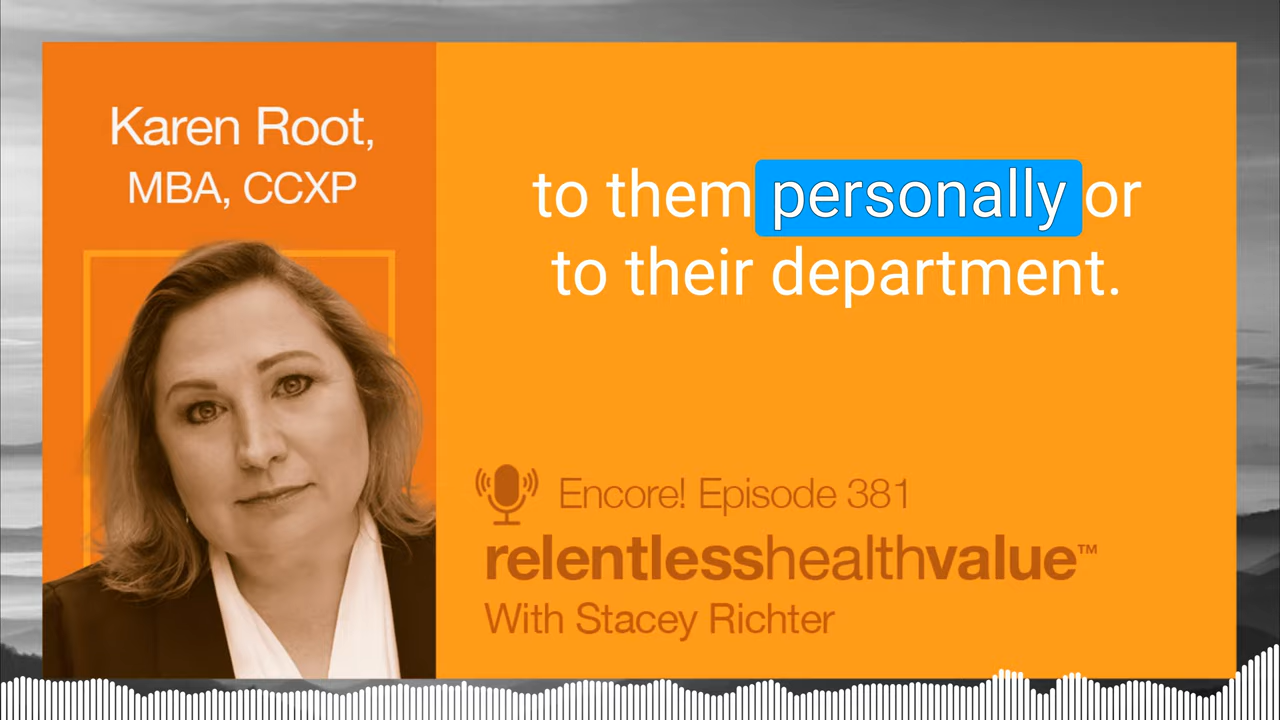 Karen Root,
MBA, CCXP
to them personally or
to their department.
Encore! Episode 381
relentlesshealthvalue™
With Stacey Richter